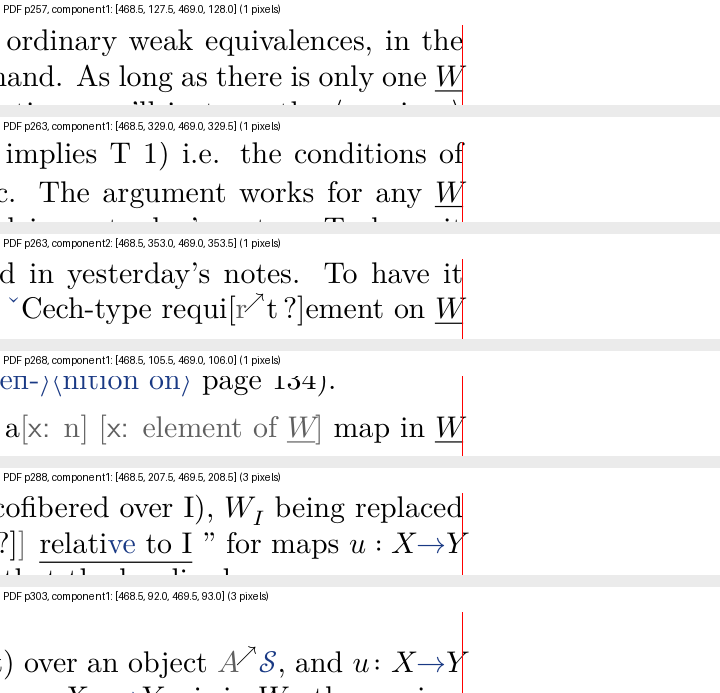 PDF p257, component1: [468.5, 127.5, 469.0, 128.0] (1 pixels)
ordinary weak equivalences, in the
hand. As long as there is only one W
PDF p263, component1: [468.5, 329.0, 469.0, 329.5] (1 pixels)
implies T 1) i.e. the conditions of
c. The argument works for any W
PDF p263, component2: [468.5, 353.0, 469.0, 353.5] (1 pixels)
d in yesterday's notes. To have it
ˇCech-type requi[r↗t ?]ement on W
PDF p268, component1: [468.5, 105.5, 469.0, 106.0] (1 pixels)
en-⟩⟨nition on⟩ page 134).
a[x: n] [x: element of W] map in W
PDF p288, component1: [468.5, 207.5, 469.5, 208.5] (3 pixels)
cofibered over I), W_I being replaced
?]] relative to I ” for maps u : X→Y
PDF p303, component1: [468.5, 92.0, 469.5, 93.0] (3 pixels)
) over an object A↗S, and u: X→Y